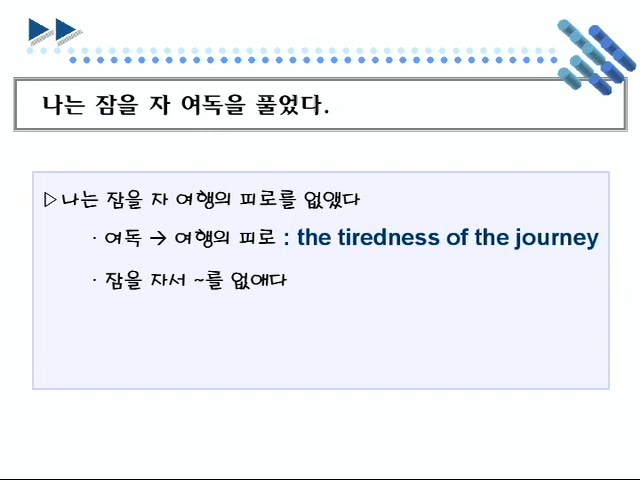 나는 잠을 자 여독을 풀었다.
▷나는 잠을 자 여행의 피로를 없앴다
· 여독 → 여행의 피로 : the tiredness of the journey
· 잠을 자서 ~를 없애다